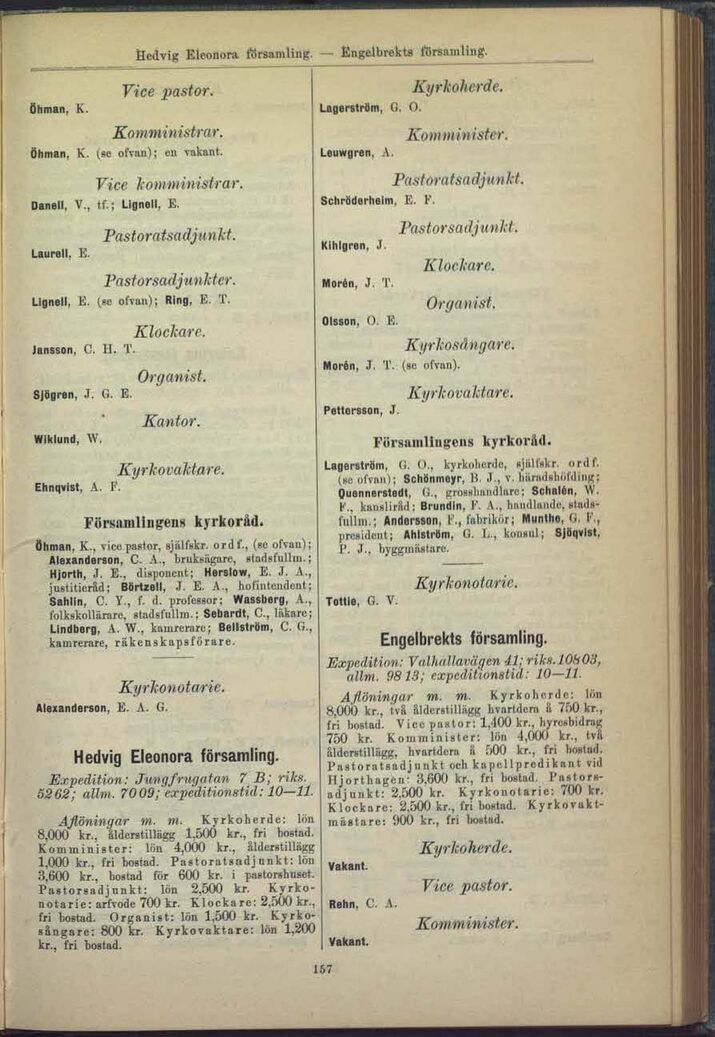 Hedvig Eleonora församling. — Engelbrekts församling.
Vice pastor.
Öhman, K.
Komministrar.
Öhman, K. (se ofvan); en vakant.
Vice komministrar.
Danell, V., tf.; Lignell, E.
Pastoratsadjunkt.
Laurell, E.
Pastorsadjunkter.
Lignell, E. (se ofvan); Ring, E. T.
Klockare.
Jansson, C. H. T.
Organist.
Sjögren, J. G. E.
Kantor.
Wiklund, W.
Kyrkovaktare.
Ehnqvist, A. F.
Församlingens kyrkoråd.
Öhman, K., vice pastor, själfskr. ordf., (se ofvan);
Alexanderson, C. A., bruksägare, stadsfullm.;
Hjorth, J. E., disponent; Herslow, E. J. A.,
justitieråd; Börtzell, J. E. A., hofintendent;
Sahlin, C. Y., f. d. professor; Wassberg, A.,
folkskollärare, stadsfullm.; Sebardt, C., läkare;
Lindberg, A. W., kamrerare; Bellström, C. G.,
kamrerare, räkenskapsförare.
Kyrkonotarie.
Alexanderson, E. A. G.
Hedvig Eleonora församling.
Expedition: Jungfrugatan 7 B; riks.
5262; allm. 7009; expeditionstid: 10—11.
Aflöningar m. m. Kyrkoherde: lön
8,000 kr., ålderstillägg 1,500 kr., fri bostad.
Komminister: lön 4,000 kr., ålderstillägg
1,000 kr., fri bostad. Pastoratsadjunkt: lön
3,600 kr., bostad för 600 kr. i pastorshuset.
Pastorsadjunkt: lön 2,500 kr. Kyrko-
notarie: arfvode 700 kr. Klockare: 2,500 kr.,
fri bostad. Organist: lön 1,500 kr. Kyrko-
sångare: 800 kr. Kyrkovaktare: lön 1,200
kr., fri bostad.
Kyrkoherde.
Lagerström, G. O.
Komminister.
Leuwgren, A.
Pastoratsadjunkt.
Schröderheim, E. F.
Pastorsadjunkt.
Kihlgren, J.
Klockare.
Morén, J. T.
Organist.
Olsson, O. E.
Kyrkosångare.
Morén, J. T. (se ofvan).
Kyrkovaktare.
Pettersson, J.
Församlingens kyrkoråd.
Lagerström, G. O., kyrkoherde, själfskr. ordf.
(se ofvan); Schönmeyr, B. J., v. häradshöfding;
Quennerstedt, G., grosshandlare; Schalén, W.
F., kansliråd; Brundin, F. A., handlande, stads-
fullm.; Andersson, F., fabrikör; Munthe, G. F.,
president; Ahlström, G. L., konsul; Sjöqvist,
P. J., byggmästare.
Kyrkonotarie.
Tottie, G. V.
Engelbrekts församling.
Expedition: Valhallavägen 41; riks. 10803,
allm. 9813; expeditionstid: 10—11.
Aflöningar m. m. Kyrkoherde: lön
8,000 kr., två ålderstillägg hvartdera å 750 kr.,
fri bostad. Vice pastor: 1,400 kr., hyresbidrag
750 kr. Komminister: lön 4,000 kr., två
ålderstillägg, hvartdera å 500 kr., fri bostad.
Pastoratsadjunkt och kapellpredikant vid
Hjorthagen: 3,600 kr., fri bostad. Pastors-
adjunkt: 2,500 kr. Kyrkonotarie: 700 kr.
Klockare: 2,500 kr., fri bostad. Kyrkovakt-
mästare: 900 kr., fri bostad.
Kyrkoherde.
Vakant.
Vice pastor.
Rehn, C. A.
Komminister.
Vakant.
157